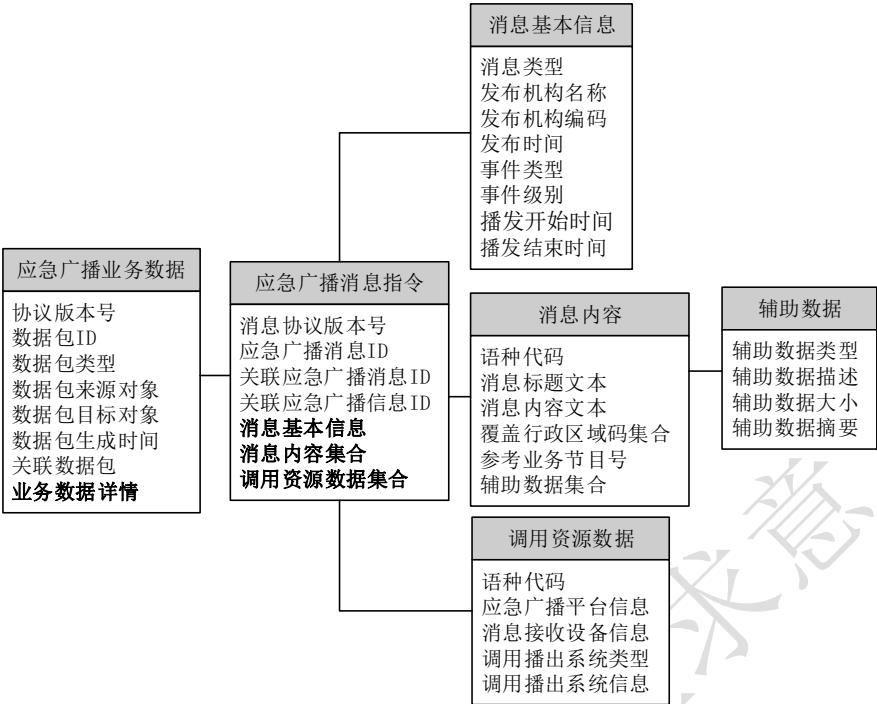 消息基本信息
消息类型
发布机构名称
发布机构编码
发布时间
事件类型
事件级别
播发开始时间
播发结束时间
应急广播业务数据
协议版本号
数据包ID
数据包类型
数据包来源对象
数据包目标对象
数据包生成时间
关联数据包
业务数据详情
应急广播消息指令
消息协议版本号
应急广播消息ID
关联应急广播消息ID
关联应急广播信息ID
消息基本信息
消息内容集合
调用资源数据集合
消息内容
语种代码
消息标题文本
消息内容文本
覆盖行政区域码集合
参考业务节目号
辅助数据集合
辅助数据
辅助数据类型
辅助数据描述
辅助数据大小
辅助数据摘要
调用资源数据
语种代码
应急广播平台信息
消息接收设备信息
调用播出系统类型
调用播出系统信息
求意